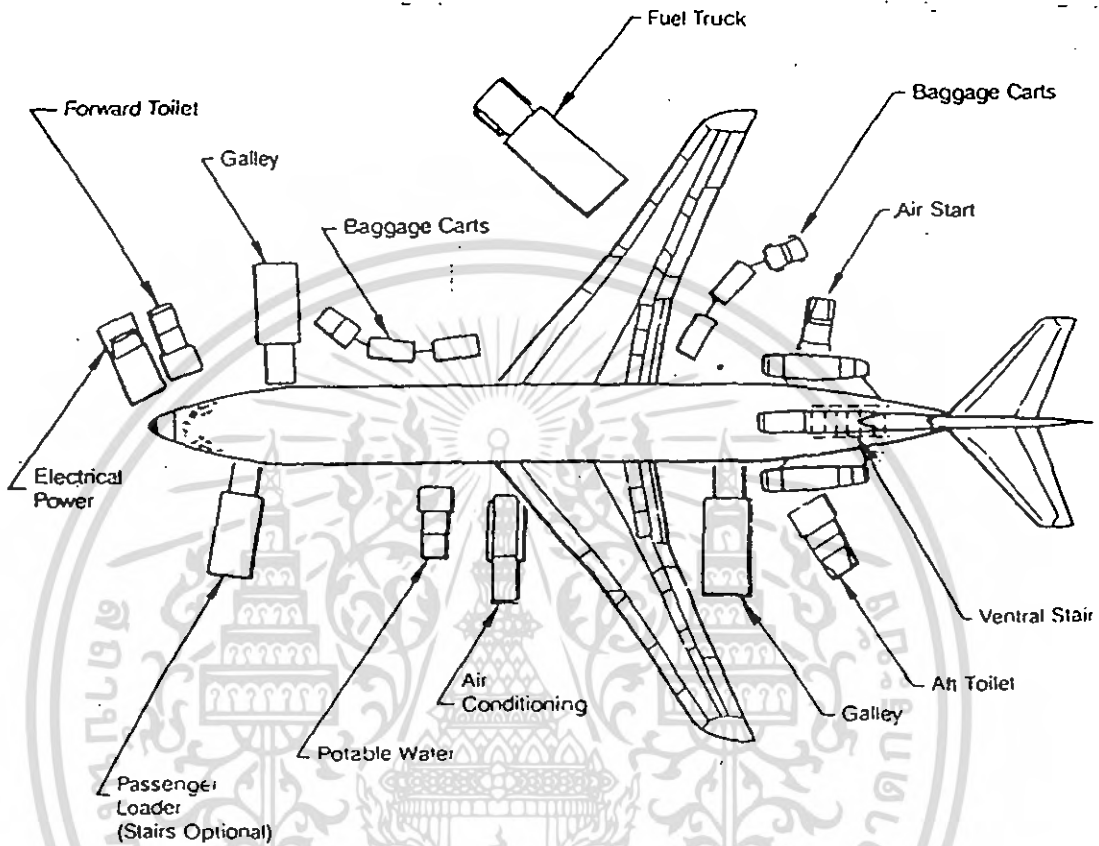 Fuel Truck
Forward Toilet
Baggage Carts
Galley
Baggage Carts
Air Start
Electrical
Power
Ventral Stair
Air
Conditioning
Aft Toilet
Galley
Potable Water
Passenger
Loader
(Stairs Optional)